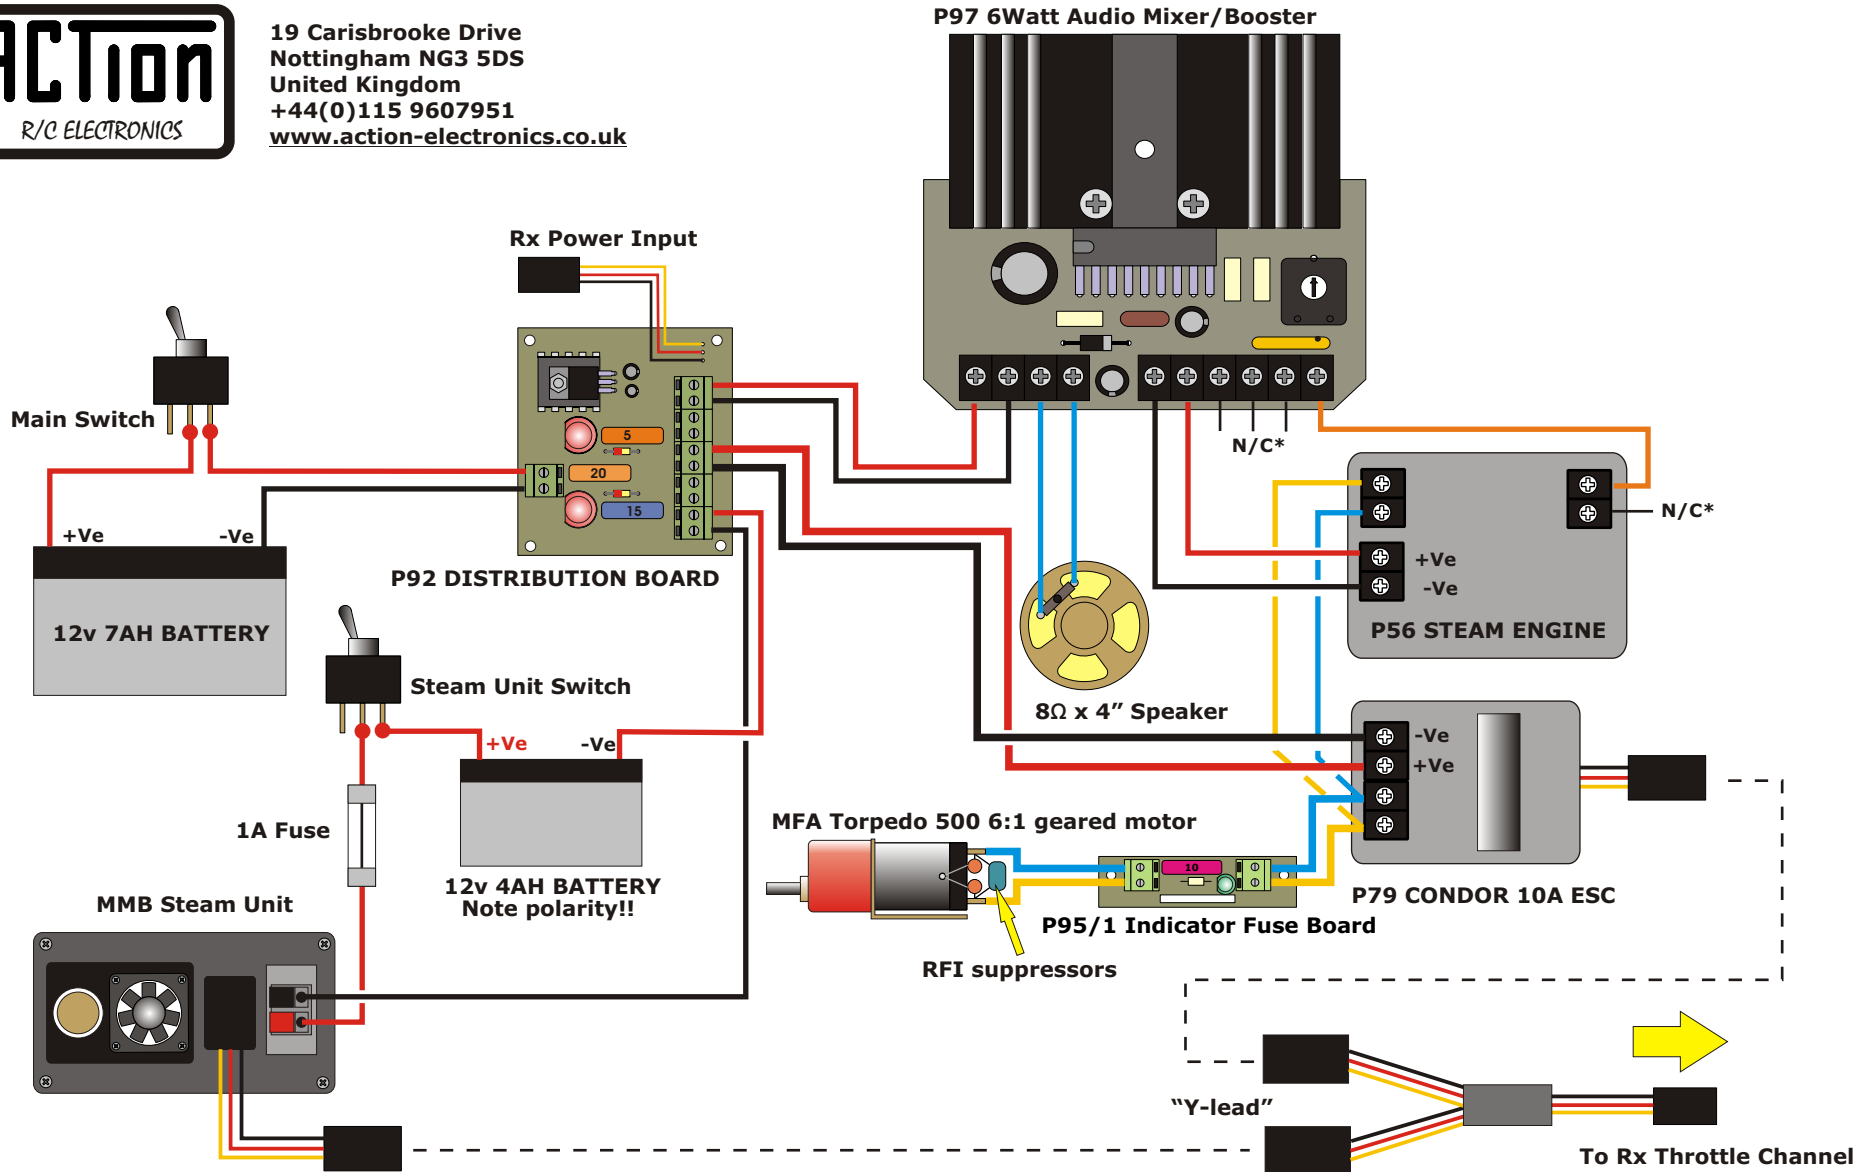 ACTion
R/C ELECTRONICS
19 Carisbrooke Drive
Nottingham NG3 5DS
United Kingdom
+44(0)115 9607951
www.action-electronics.co.uk
P97 6Watt Audio Mixer/Booster
Rx Power Input
Main Switch
5
20
15
N/C*
N/C*
+Ve
-Ve
+Ve
-Ve
P92 DISTRIBUTION BOARD
12v 7AH BATTERY
P56 STEAM ENGINE
Steam Unit Switch
8Ω x 4” Speaker
+Ve
-Ve
-Ve
+Ve
1A Fuse
MFA Torpedo 500 6:1 geared motor
10
12v 4AH BATTERY
Note polarity!!
P79 CONDOR 10A ESC
MMB Steam Unit
P95/1 Indicator Fuse Board
RFI suppressors
“Y-lead”
To Rx Throttle Channel